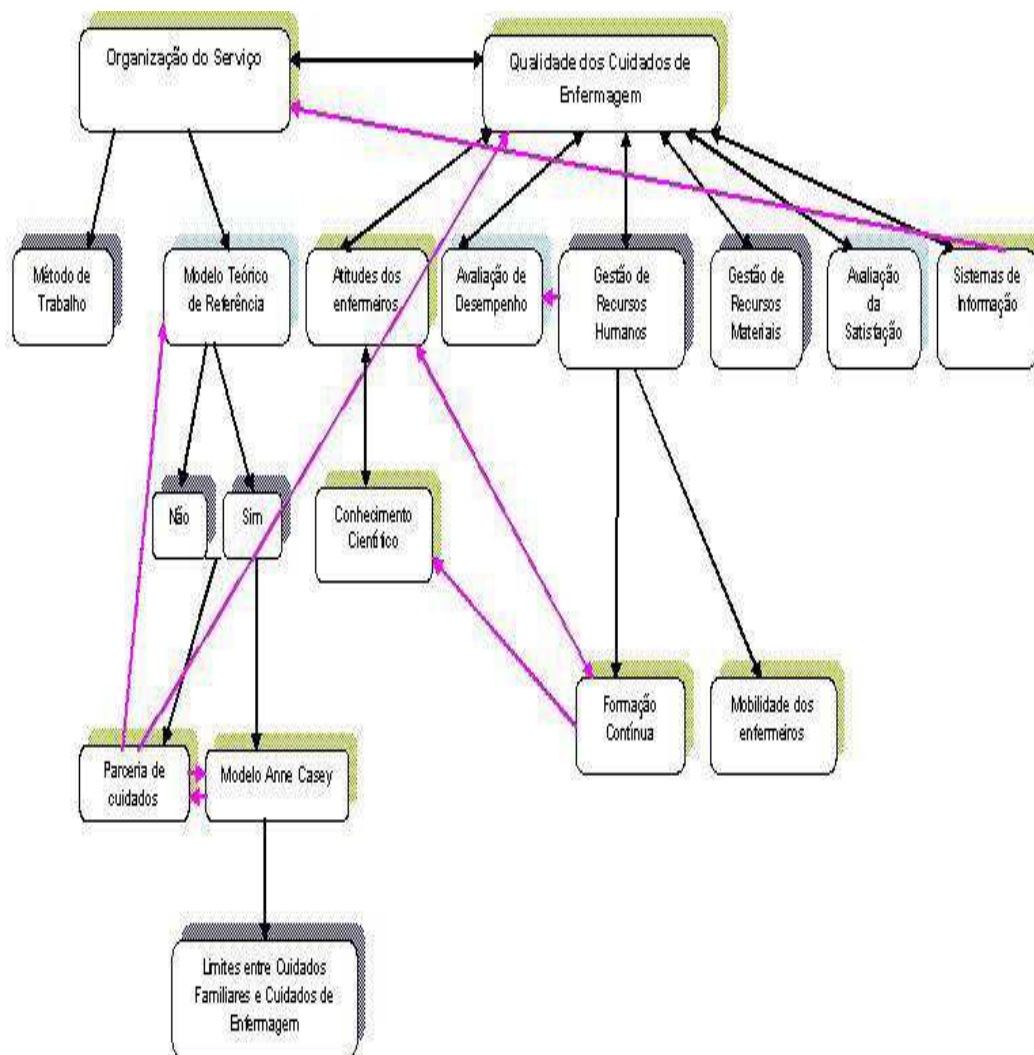 Organização do Serviço
Qualidade dos Cuidados de
Enfermagem
Método de
Trabalho
Modelo Teórico
de Referência
Atitudes dos
enfermeiros
Avaliação de
Desempenho
Gestão de
Recursos
Humanos
Gestão de
Recursos
Materiais
Avaliação
da
Satisfação
Sistemas de
Informação
Não
Sim
Conhecimento
Científico
Formação
Contínua
Mobilidade dos
enfermeiros
Parceria de
cuidados
Modelo Anne Casey
Limites entre Cuidados
Familiares e Cuidados de
Enfermagem